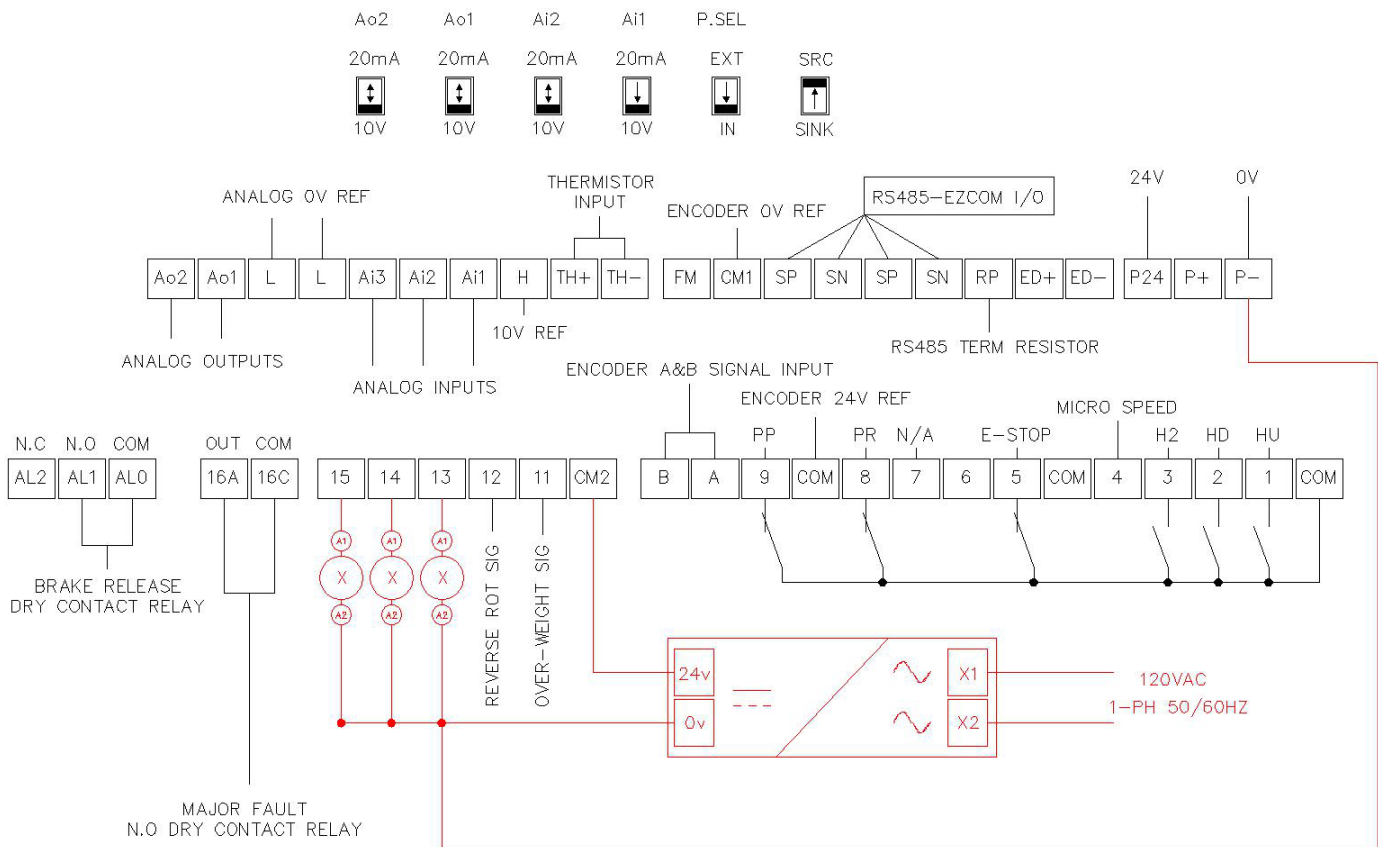 Ao2 Ao1 Ai2 Ai1 P.SEL
20mA 20mA 20mA 20mA EXT SRC
10V 10V 10V 10V IN SINK
ANALOG 0V REF
THERMISTOR
INPUT
ENCODER 0V REF
RS485-EZCOM I/O
24V 0V
Ao2 Ao1 L L Ai3 Ai2 Ai1 H TH+ TH- FM CM1 SP SN SP SN RP ED+ ED- P24 P+ P-
ANALOG OUTPUTS
10V REF
ANALOG INPUTS
RS485 TERM RESISTOR
ENCODER A&B SIGNAL INPUT
ENCODER 24V REF
MICRO SPEED
N.C N.O COM OUT COM PP PR N/A E-STOP H2 HD HU
AL2 AL1 AL0 16A 16C 15 14 13 12 11 CM2 B A 9 COM 8 7 6 5 COM 4 3 2 1 COM
A1 A1 A1
X X X
A2 A2 A2
REVERSE ROT SIG
OVER-WEIGHT SIG
BRAKE RELEASE
DRY CONTACT RELAY
24v X1
0v X2
120VAC
1-PH 50/60HZ
MAJOR FAULT
N.O DRY CONTACT RELAY